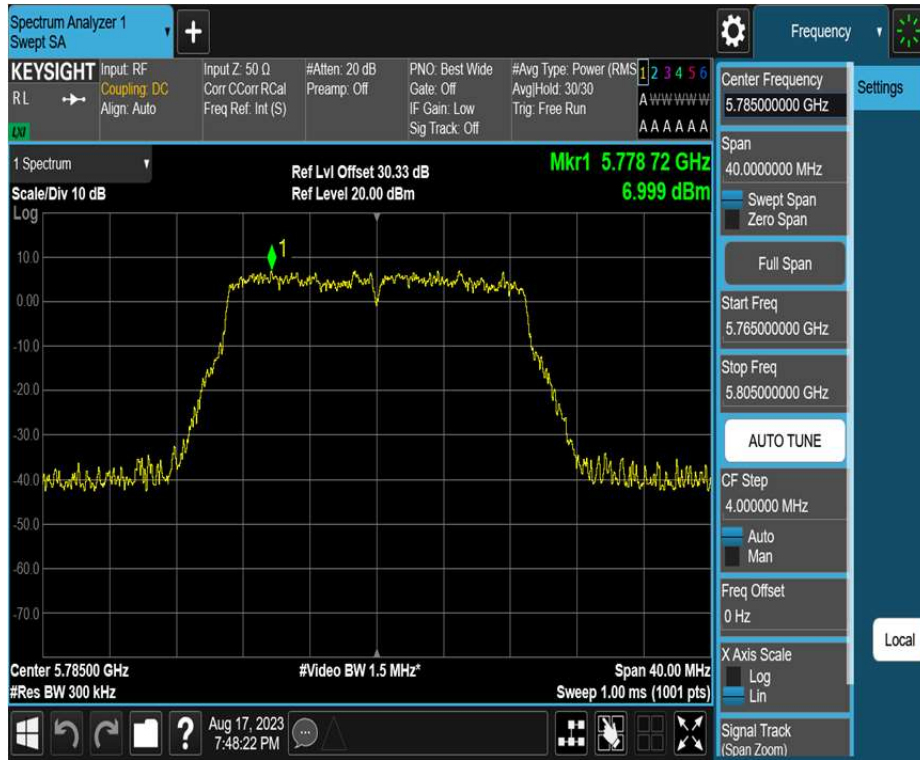 Spectrum Analyzer 1
Swept SA
+
Frequency
KEYSIGHT
R L
LXI
Input: RF
Coupling: DC
Align: Auto
Input Z: 50 Ω
Corr CCorr RCal
Freq Ref: Int (S)
#Atten: 20 dB
Preamp: Off
PNO: Best Wide
Gate: Off
IF Gain: Low
Sig Track: Off
#Avg Type: Power (RMS
Avg|Hold: 30/30
Trig: Free Run
1 2 3 4 5 6
A W W W W W
A A A A A A
1 Spectrum
Scale/Div 10 dB
Log
Ref Lvl Offset 30.33 dB
Ref Level 20.00 dBm
Mkr1 5.778 72 GHz
6.999 dBm
1
10.0
0.00
-10.0
-20.0
-30.0
-40.0
-50.0
-60.0
-70.0
Center 5.78500 GHz
#Res BW 300 kHz
#Video BW 1.5 MHz*
Span 40.00 MHz
Sweep 1.00 ms (1001 pts)
?
Aug 17, 2023
7:48:22 PM
Center Frequency
5.785000000 GHz
Span
40.0000000 MHz
Swept Span
Zero Span
Full Span
Start Freq
5.765000000 GHz
Stop Freq
5.805000000 GHz
AUTO TUNE
CF Step
4.000000 MHz
Auto
Man
Freq Offset
0 Hz
X Axis Scale
Log
Lin
Signal Track
(Span Zoom)
Settings
Local